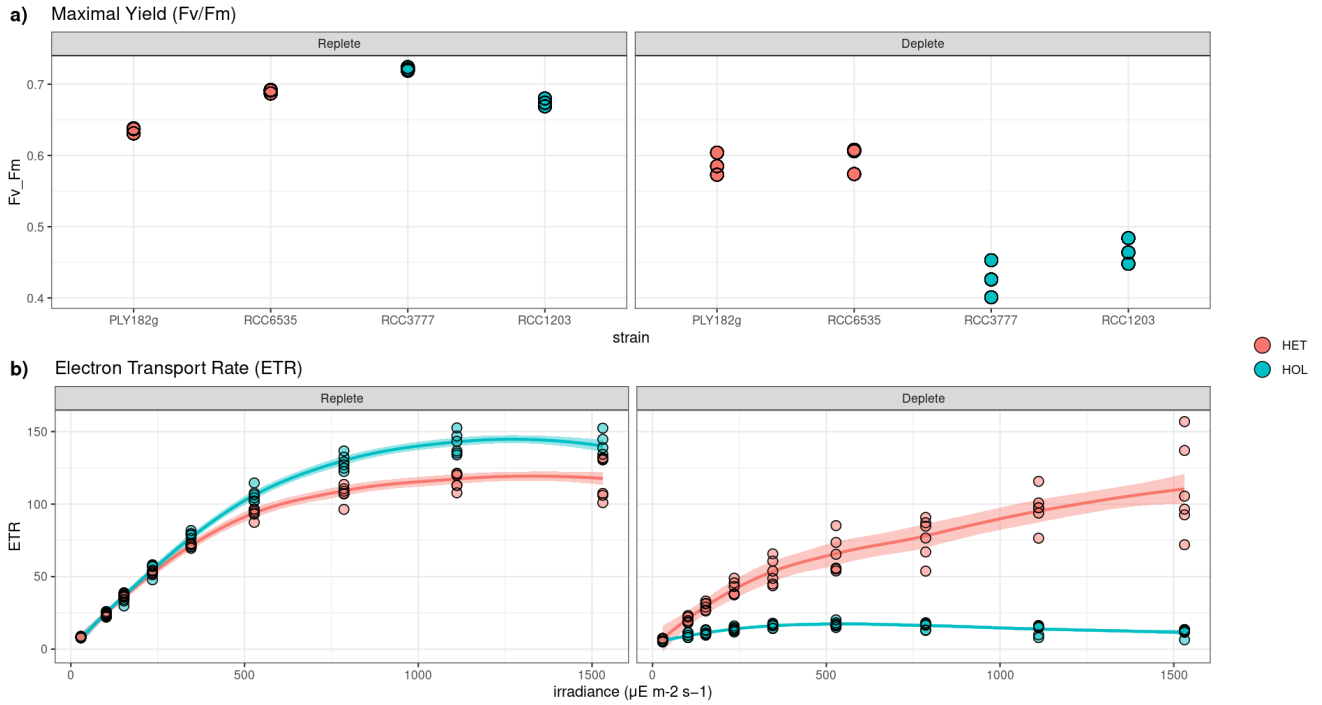 a) Maximal Yield (Fv/Fm)
Replete Deplete
0.7
0.6
0.5
0.4
Fv_Fm
PLY182g RCC6535 RCC3777 RCC1203 PLY182g RCC6535 RCC3777 RCC1203
strain
HET
HOL
b) Electron Transport Rate (ETR)
Replete Deplete
150
100
50
0
ETR
0 500 1000 1500 0 500 1000 1500
irradiance (µE m-2 s−1)